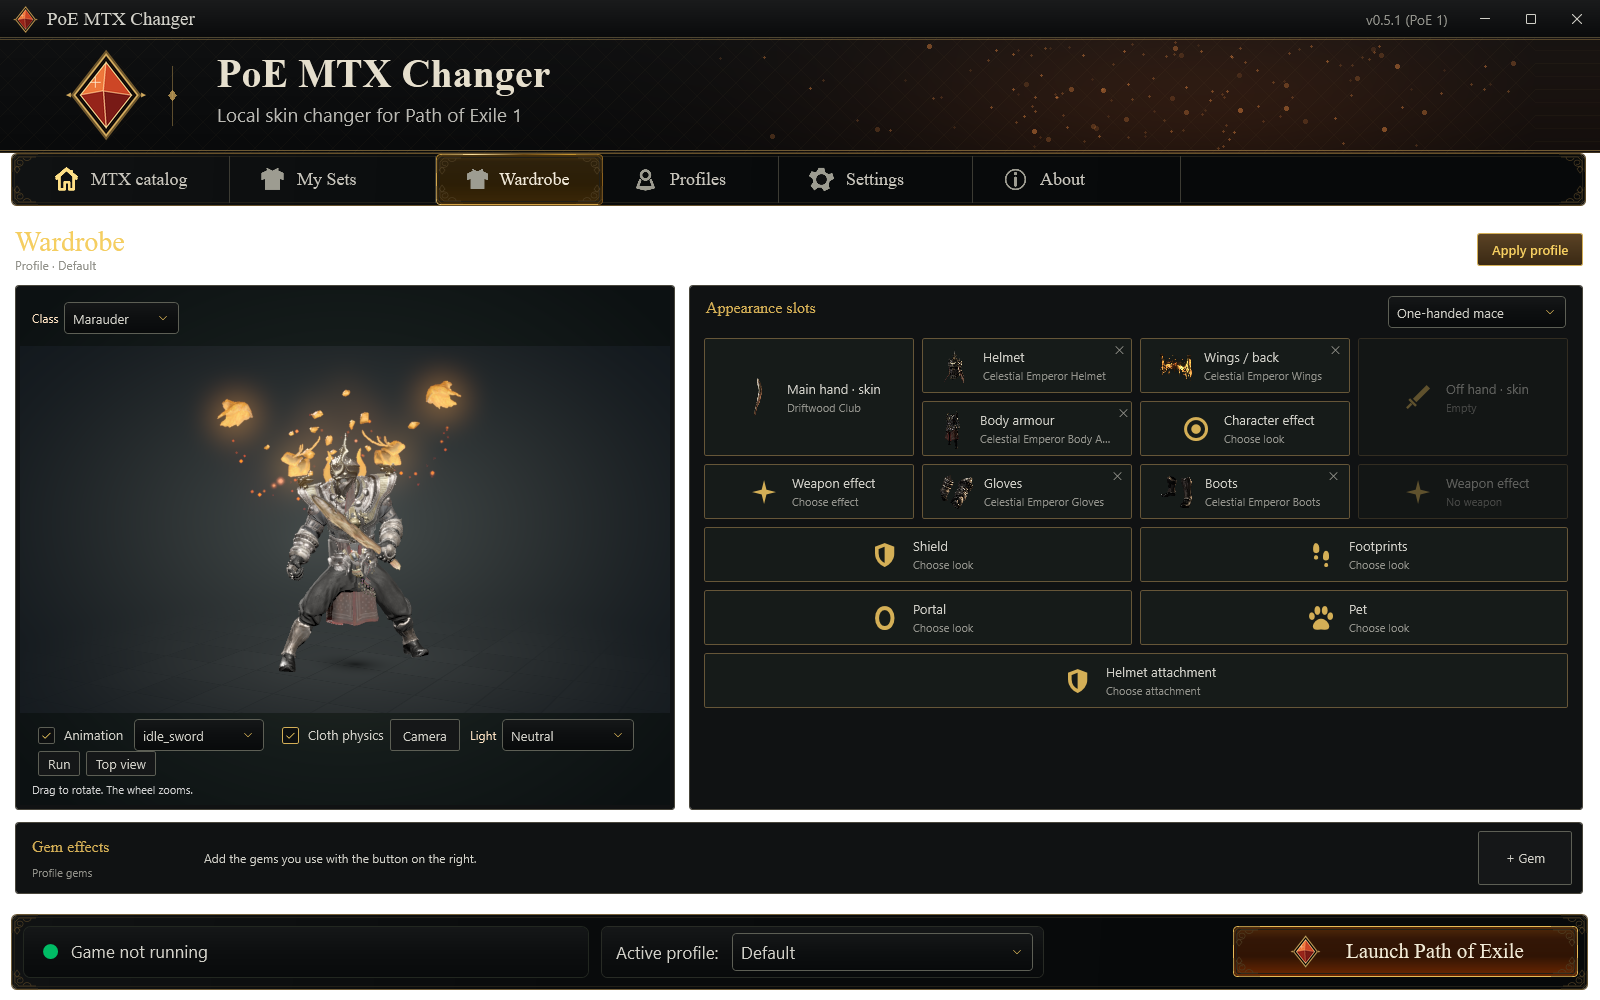 PoE MTX Changer
v0.5.1 (PoE 1)
PoE MTX Changer
Local skin changer for Path of Exile 1
MTX catalog
My Sets
Wardrobe
Profiles
Settings
About
Wardrobe
Profile · Default
Apply profile
Class
Marauder
Animation
idle_sword
Cloth physics
Camera
Light
Neutral
Run
Top view
Drag to rotate. The wheel zooms.
Appearance slots
One-handed mace
Main hand · skin
Driftwood Club
Helmet
Celestial Emperor Helmet
Wings / back
Celestial Emperor Wings
Off hand · skin
Empty
Body armour
Celestial Emperor Body A...
Character effect
Choose look
Weapon effect
Choose effect
Gloves
Celestial Emperor Gloves
Boots
Celestial Emperor Boots
Weapon effect
No weapon
Shield
Choose look
Footprints
Choose look
Portal
Choose look
Pet
Choose look
Helmet attachment
Choose attachment
Gem effects
Profile gems
Add the gems you use with the button on the right.
+ Gem
Game not running
Active profile:
Default
Launch Path of Exile